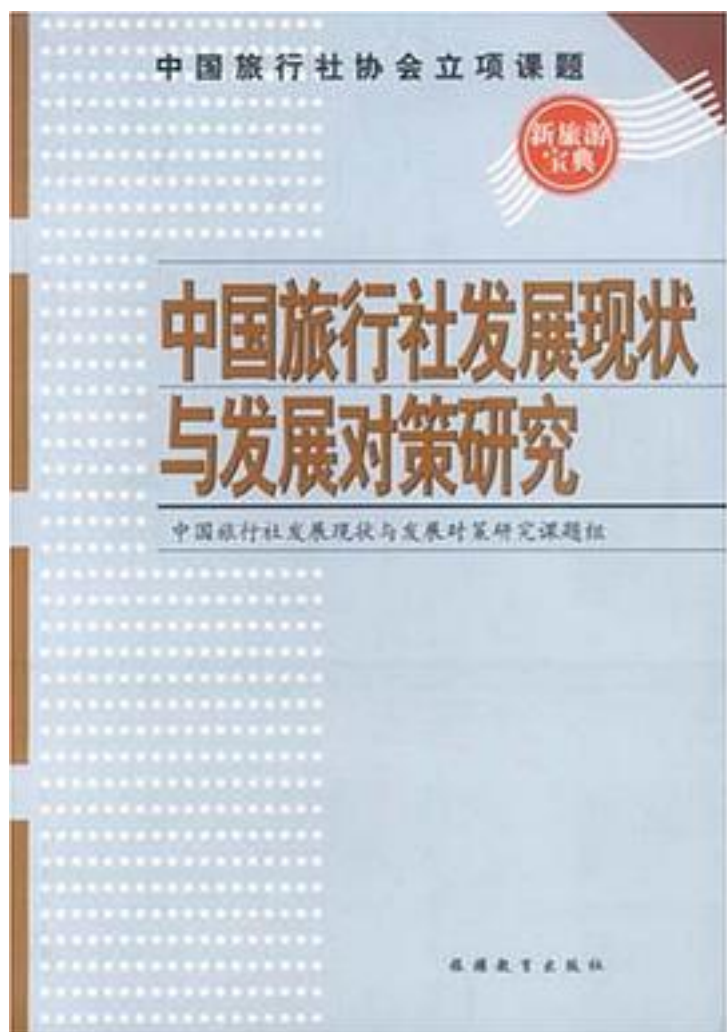 中国旅行社协会立项课题
新旅游
宝典
中国旅行社发展现状
与发展对策研究
中国旅行社发展现状与发展对策研究课题组
旅游教育出版社